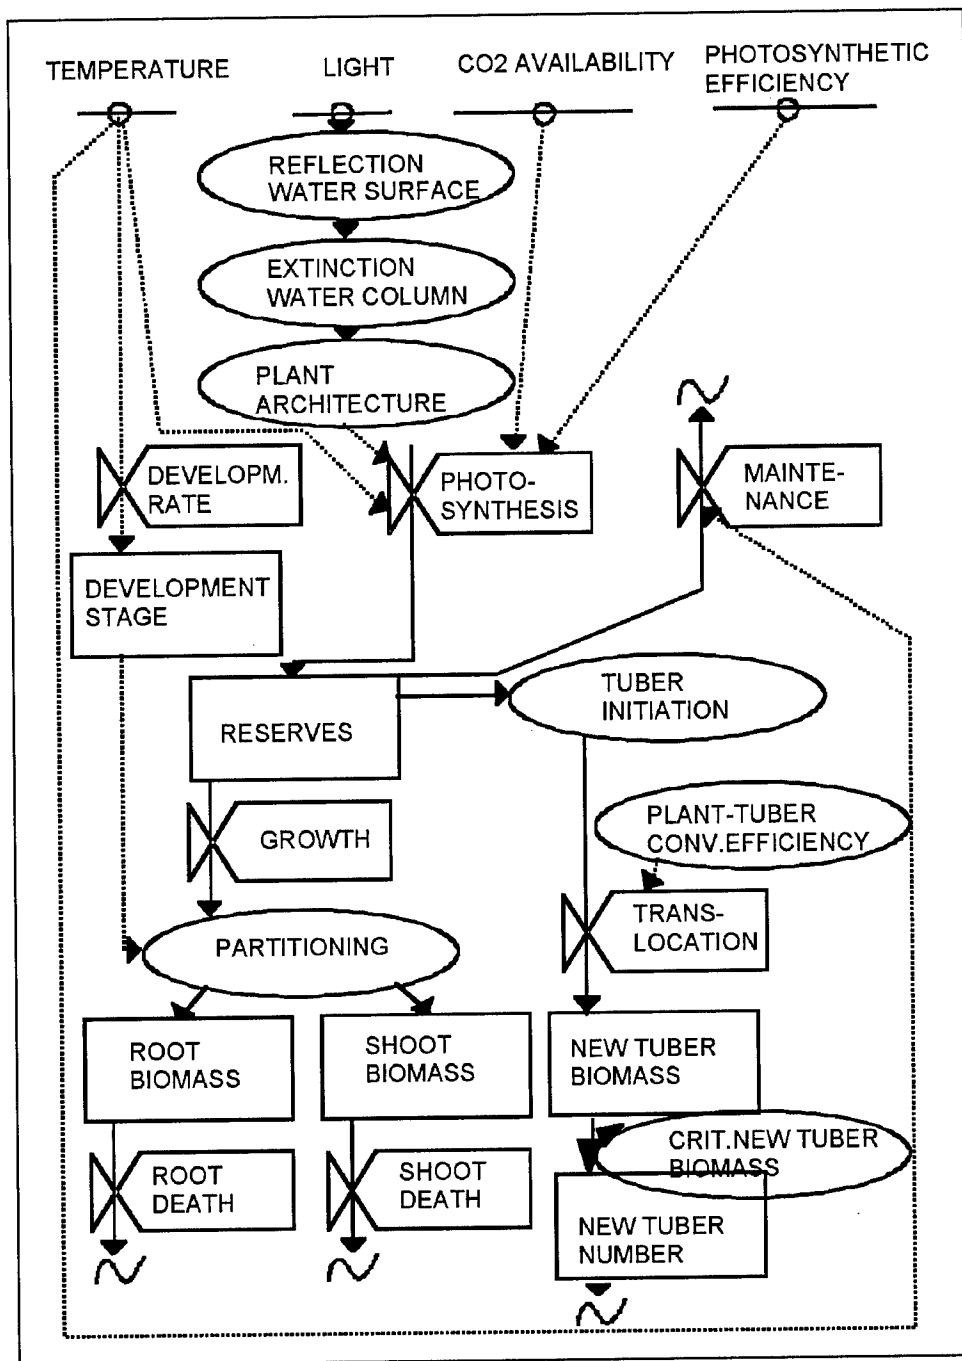 TEMPERATURE
LIGHT
CO2 AVAILABILITY
PHOTOSYNTHETIC
EFFICIENCY
REFLECTION
WATER SURFACE
EXTINCTION
WATER COLUMN
PLANT
ARCHITECTURE
DEVELOPM.
RATE
PHOTO-
SYNTHESIS
MAINTE-
NANCE
DEVELOPMENT
STAGE
RESERVES
TUBER
INITIATION
GROWTH
PLANT-TUBER
CONV.EFFICIENCY
PARTITIONING
TRANS-
LOCATION
ROOT
BIOMASS
SHOOT
BIOMASS
NEW TUBER
BIOMASS
CRIT.NEW TUBER
BIOMASS
ROOT
DEATH
SHOOT
DEATH
NEW TUBER
NUMBER